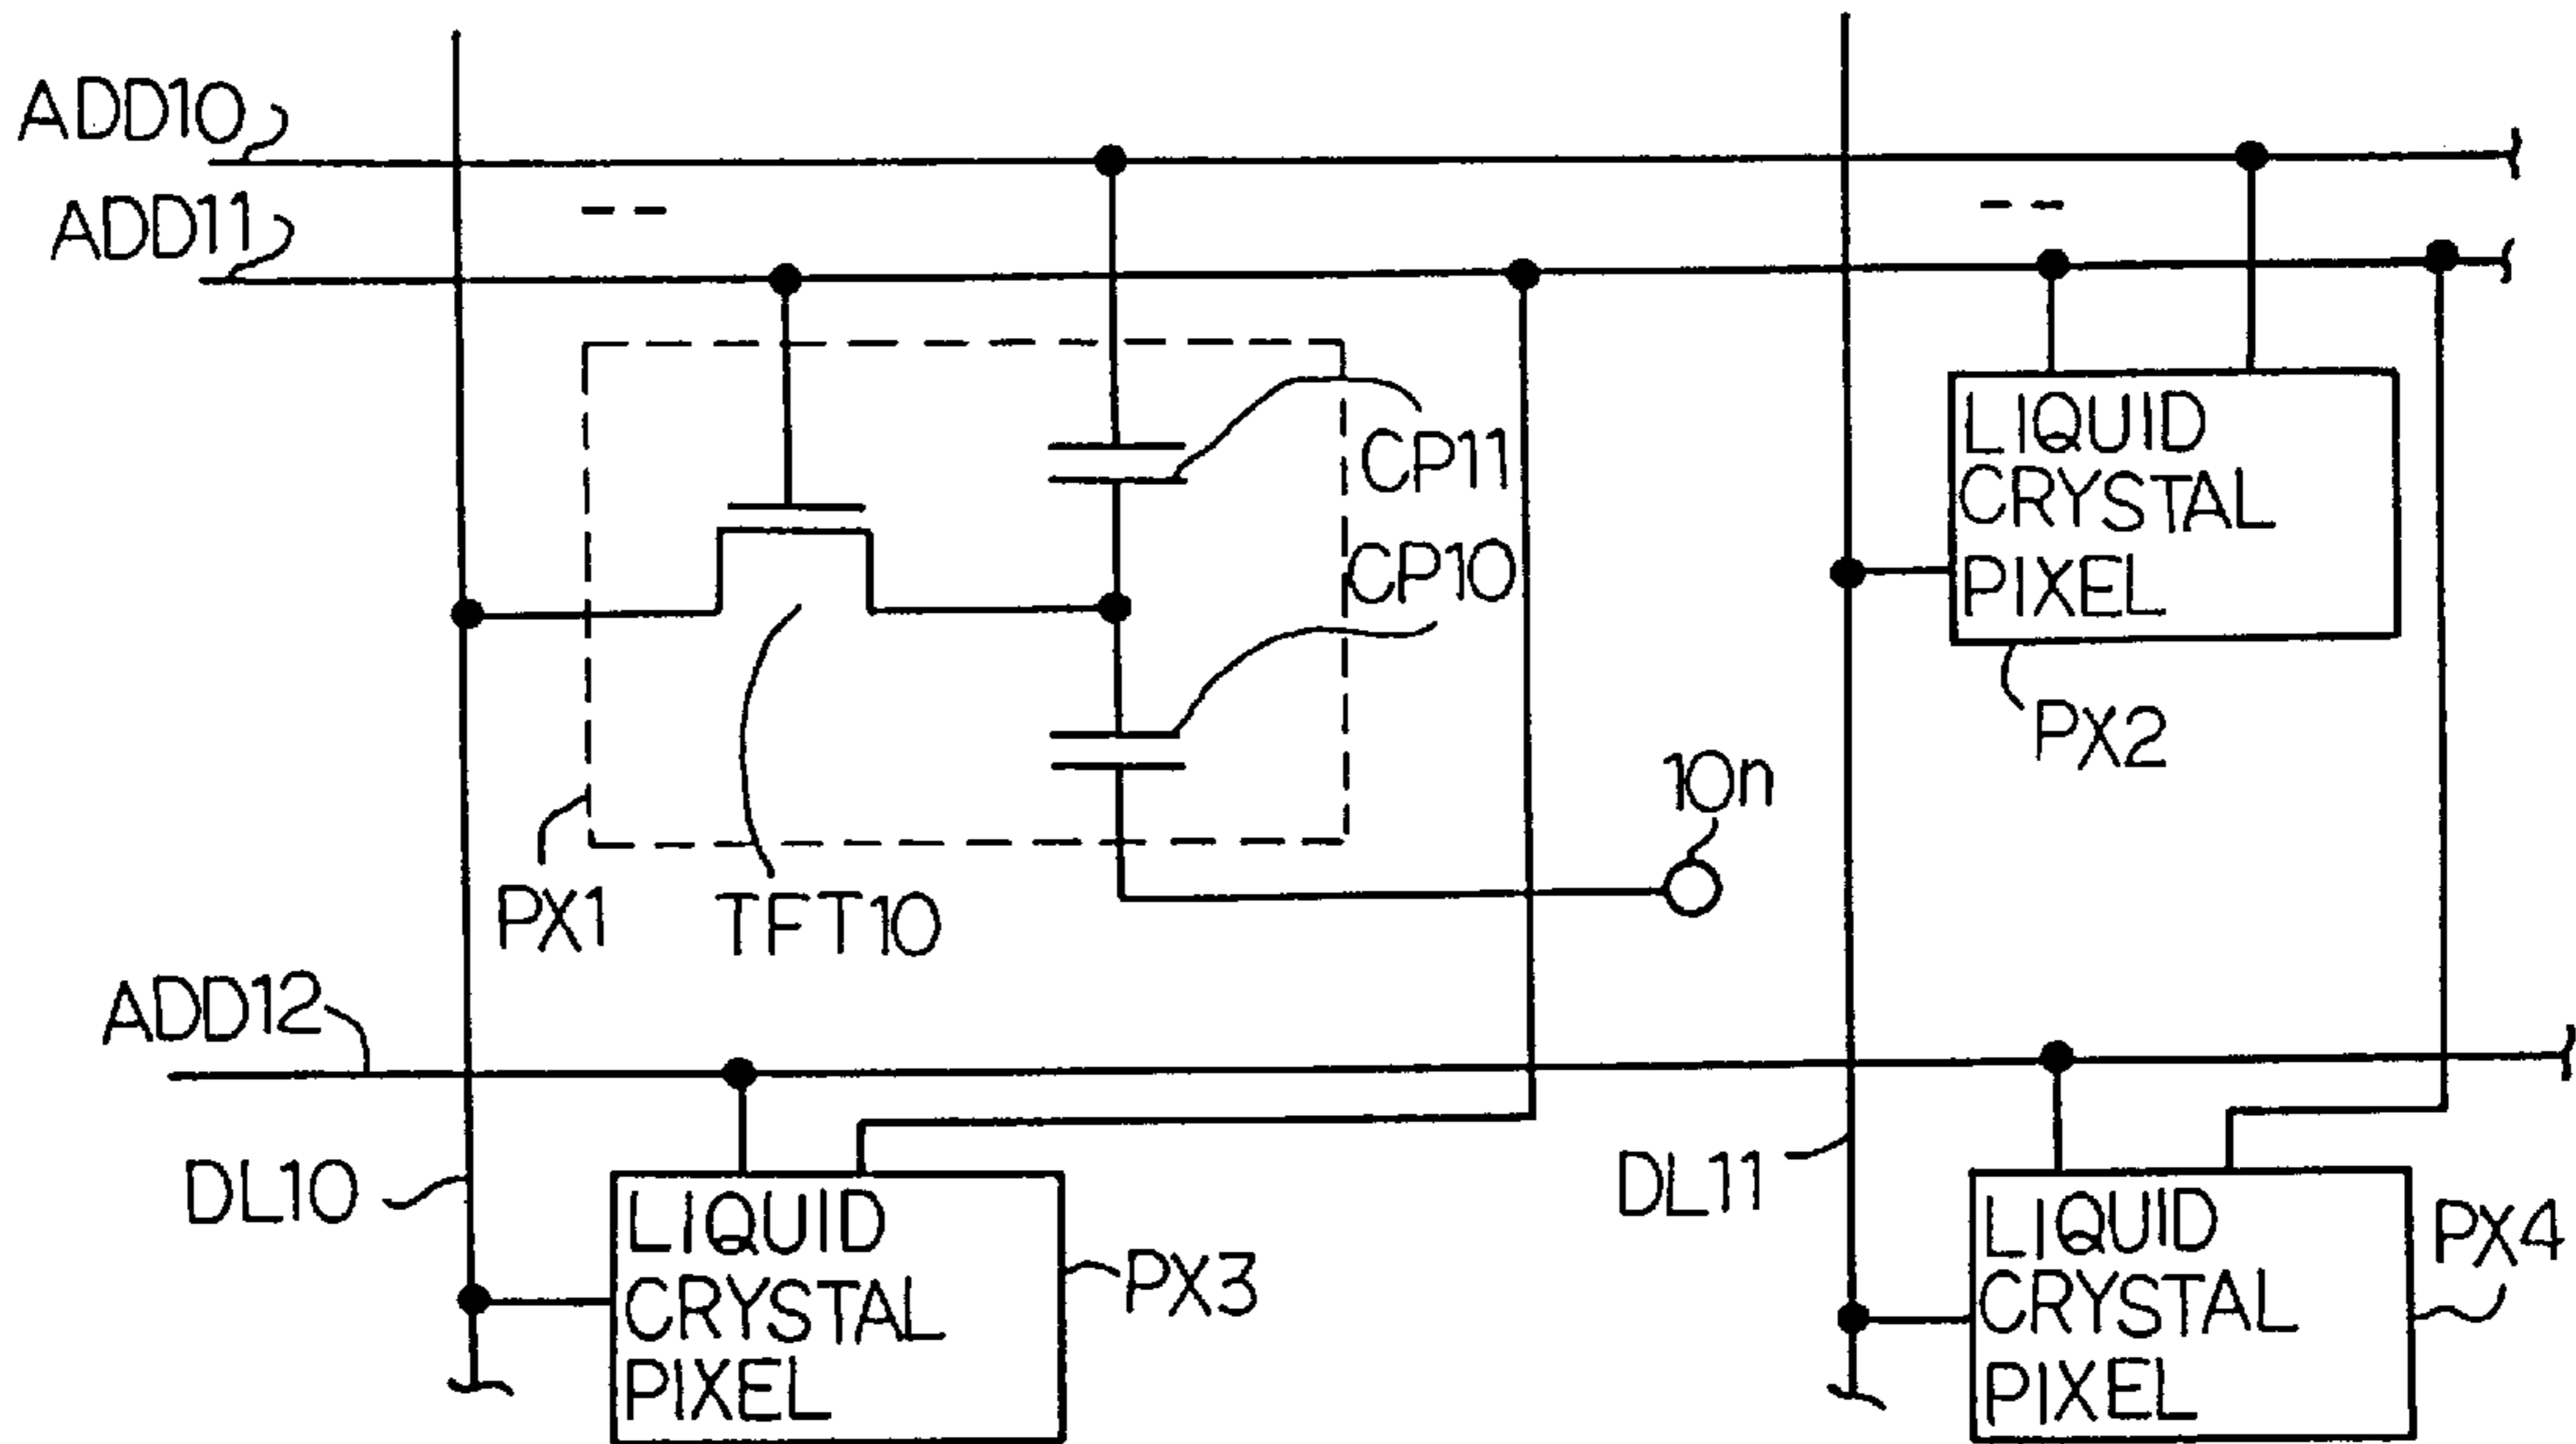 ADD10
ADD11
CP11
CP10
LIQUID
CRYSTAL
PIXEL
PX2
10n
PX1
TFT10
ADD12
DL10
DL11
LIQUID
CRYSTAL
PIXEL
PX3
LIQUID
CRYSTAL
PIXEL
PX4